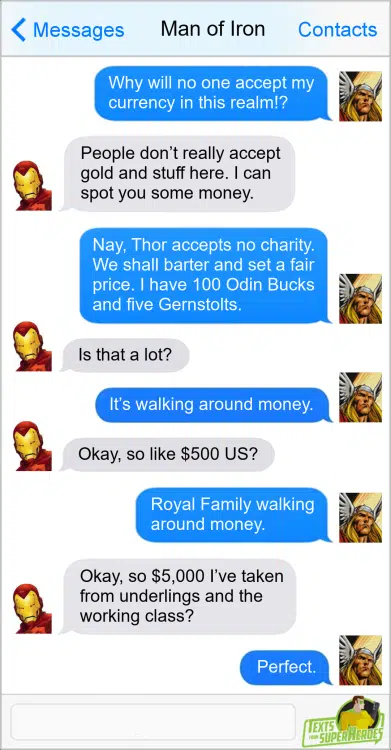 Messages
Man of Iron
Contacts
Why will no one accept my
currency in this realm!?
People don’t really accept
gold and stuff here. I can
spot you some money.
Nay, Thor accepts no charity.
We shall barter and set a fair
price. I have 100 Odin Bucks
and five Gernstolts.
Is that a lot?
It’s walking around money.
Okay, so like $500 US?
Royal Family walking
around money.
Okay, so $5,000 I’ve taken
from underlings and the
working class?
Perfect.
TEXTS
FROM SUPERHEROES